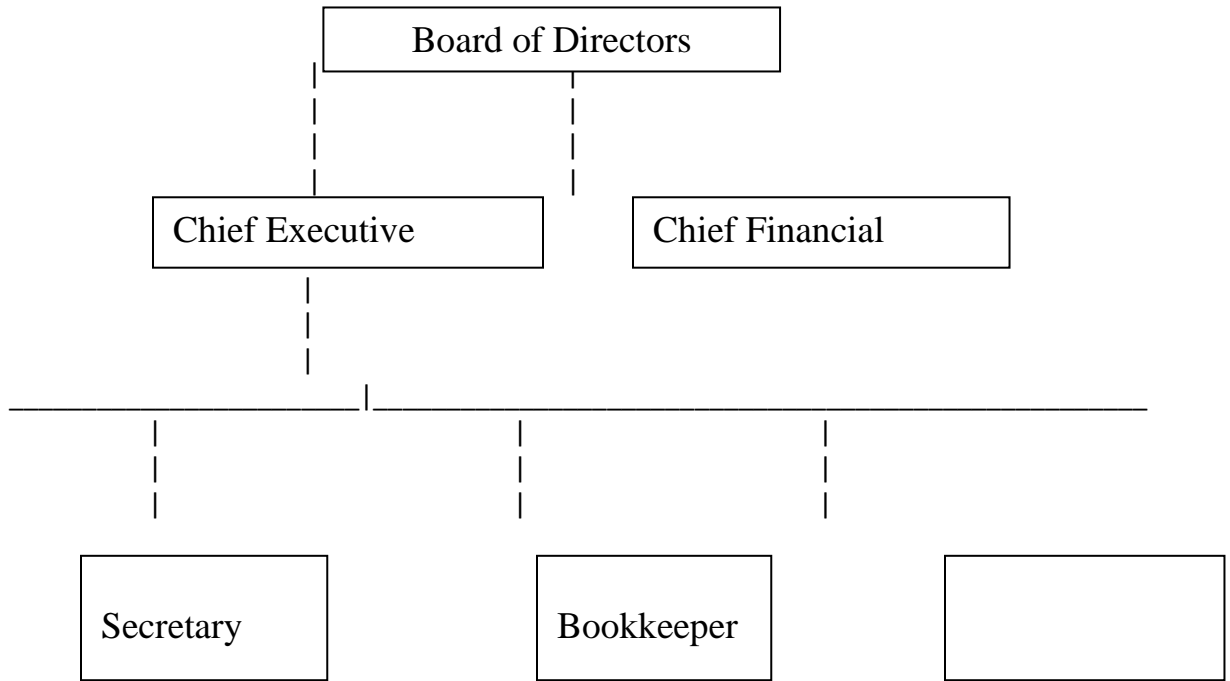 Board of Directors
Chief Executive
Chief Financial
Secretary
Bookkeeper